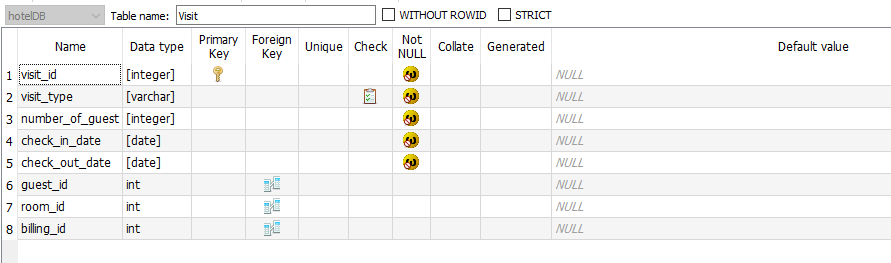 hotelDB Table name: Visit WITHOUT ROWID STRICT
Name Data type Primary Key Foreign Key Unique Check Not NULL Collate Generated Default value
1 visit_id [integer] NULL
2 visit_type [varchar] NULL
3 number_of_guest [integer] NULL
4 check_in_date [date] NULL
5 check_out_date [date] NULL
6 guest_id int NULL
7 room_id int NULL
8 billing_id int NULL